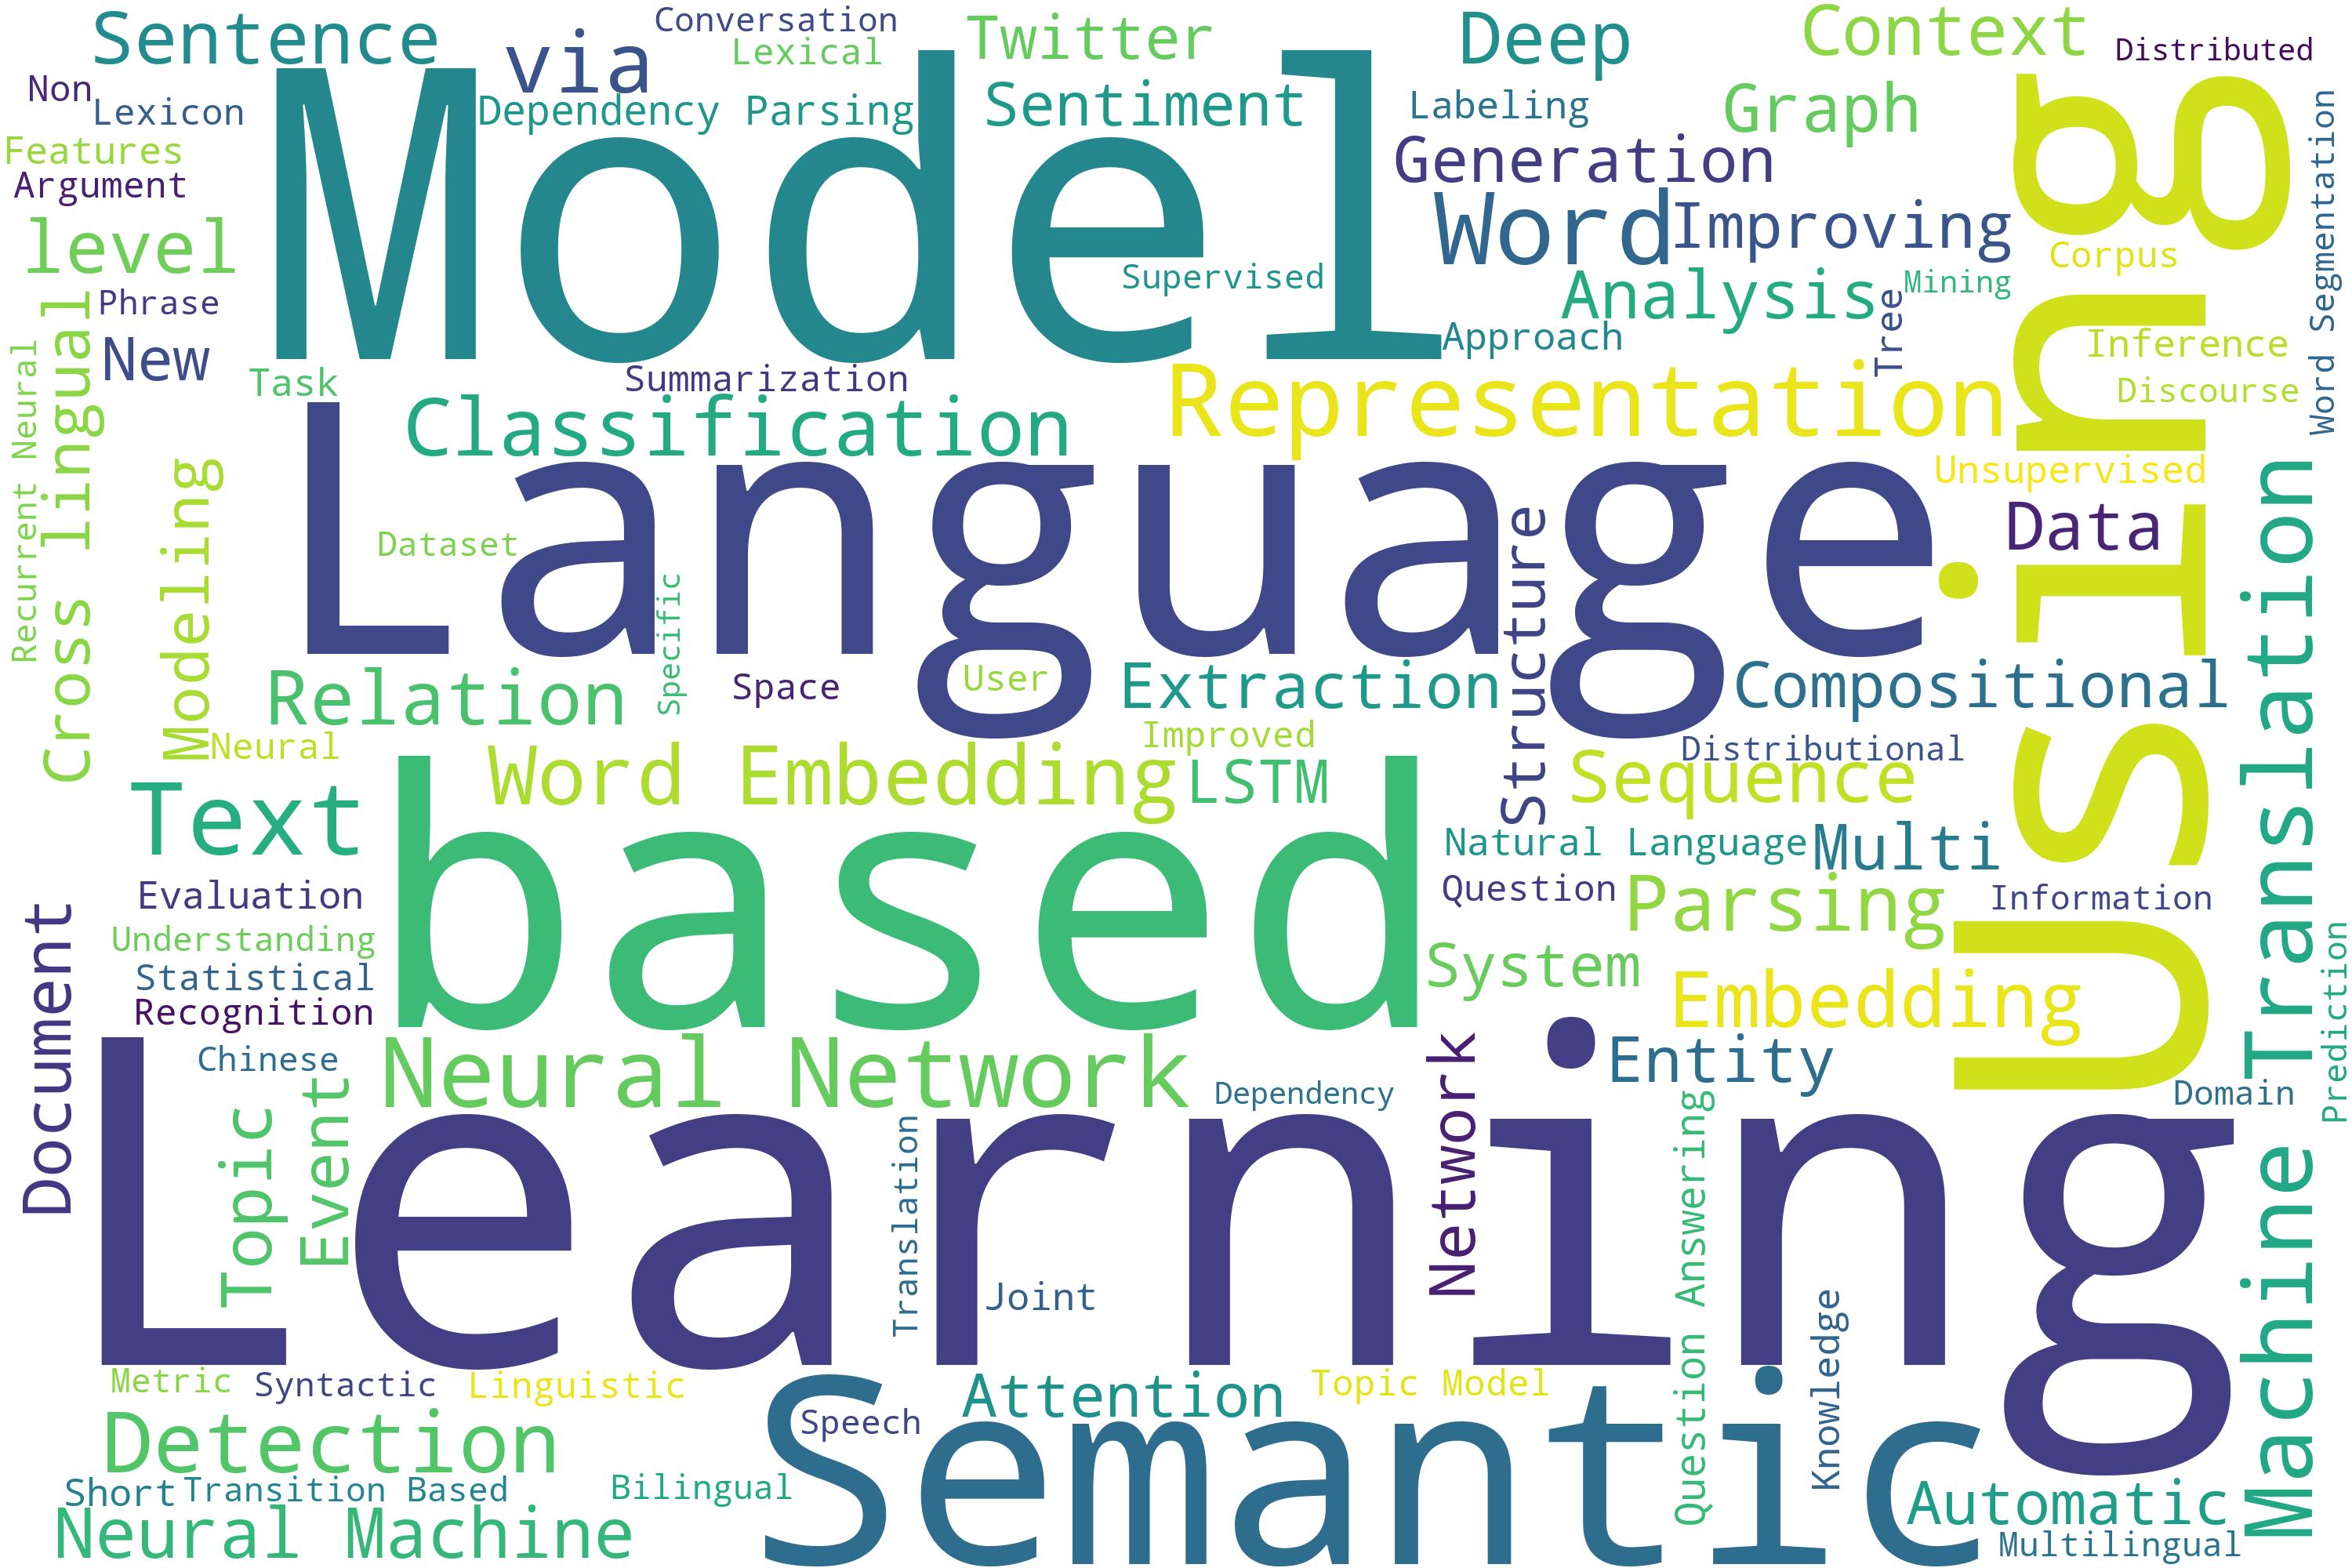 Sentence
via
Conversation
Lexical
Twitter
Deep
Context
Distributed
Non
Lexicon
Model
Dependency Parsing
Sentiment
Labeling
Graph
Using
Word Segmentation
Features
Argument
Generation
Word
Improving
level
Supervised
Analysis
Mining
Corpus
Phrase
Cross lingual
Recurrent Neural
New
Approach
Tree
Inference
Task
Summarization
Classification
Representation
Discourse
Language
Unsupervised
Modeling
Dataset
Specific
Structure
Data
Machine Translation
Relation
Space
User
Extraction
Compositional
Neural
Word Embedding
Improved
LSTM
Distributional
Sequence
Text
based
Natural Language
Multi
Evaluation
Question
Parsing
Information
Document
Understanding
Statistical
System
Embedding
Recognition
Prediction
Chinese
Neural Network
Network
Entity
Topic
Event
Dependency
Domain
Learning
Translation
Joint
Question Answering
Knowledge
Metric
Syntactic
Linguistic
Attention
Topic Model
Detection
Speech
Semantic
Short
Transition Based
Bilingual
Automatic
Neural Machine
Multilingual